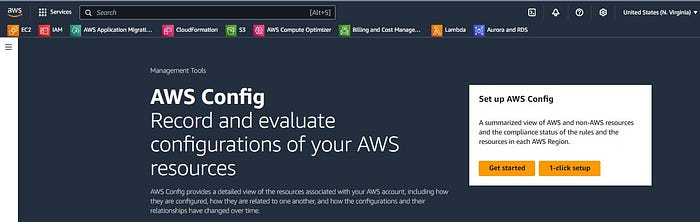 aws
Services
Search
[Alt+S]
United States (N. Virginia)
EC2
IAM
AWS Application Migrati...
CloudFormation
S3
AWS Compute Optimizer
Billing and Cost Manage...
Lambda
Aurora and RDS
Management Tools
AWS Config
Record and evaluate
configurations of your AWS
resources
AWS Config provides a detailed view of the resources associated with your AWS account, including how
they are configured, how they are related to one another, and how the configurations and their
relationships have changed over time.
Set up AWS Config
A summarized view of AWS and non-AWS resources
and the compliance status of the rules and the
resources in each AWS Region.
Get started
1-click setup